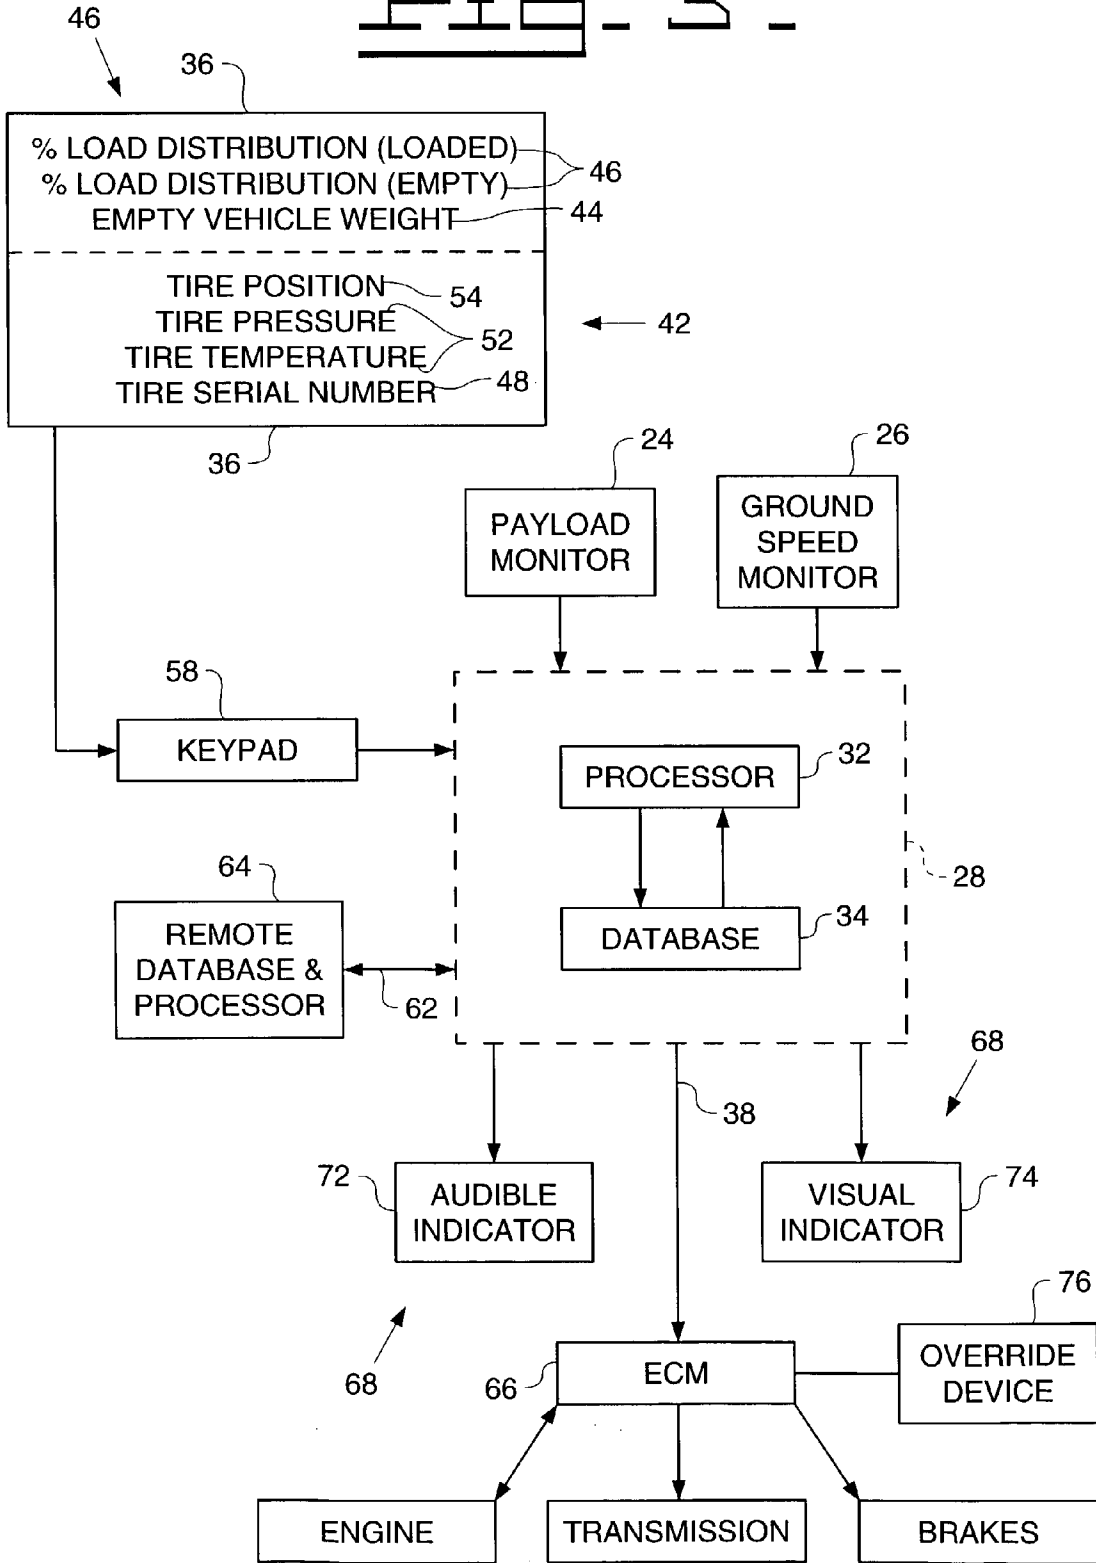 FIG. 3.
46
36
% LOAD DISTRIBUTION (LOADED)
% LOAD DISTRIBUTION (EMPTY)
46
EMPTY VEHICLE WEIGHT
44
TIRE POSITION
54
TIRE PRESSURE
52
TIRE TEMPERATURE
TIRE SERIAL NUMBER
48
42
36
24
PAYLOAD
MONITOR
26
GROUND
SPEED
MONITOR
58
KEYPAD
PROCESSOR
32
DATABASE
34
28
64
REMOTE
DATABASE &
PROCESSOR
62
38
68
72
AUDIBLE
INDICATOR
VISUAL
INDICATOR
74
68
66
ECM
76
OVERRIDE
DEVICE
ENGINE
TRANSMISSION
BRAKES